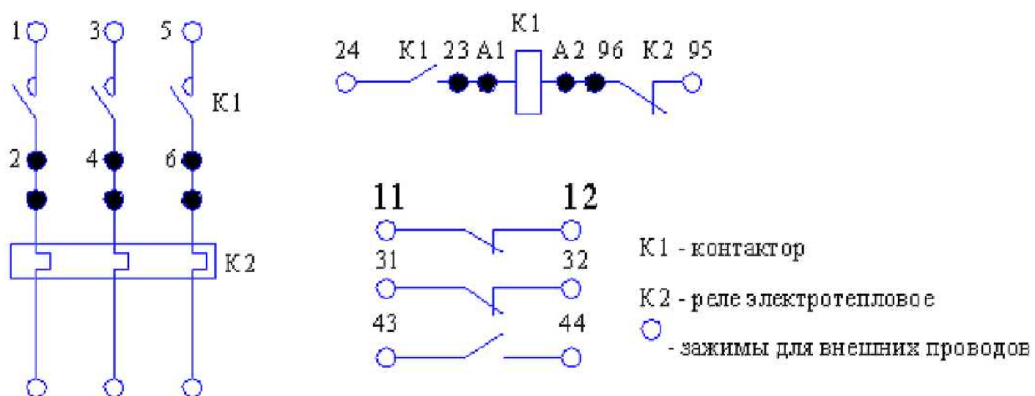 1 3 5
K1
2 4 6
K2
K1
24 K1 23 A1 A2 96 K2 95
11 12
31 32
43 44
K1 - контактор
K2 - реле электротепловое
- зажимы для внешних проводов